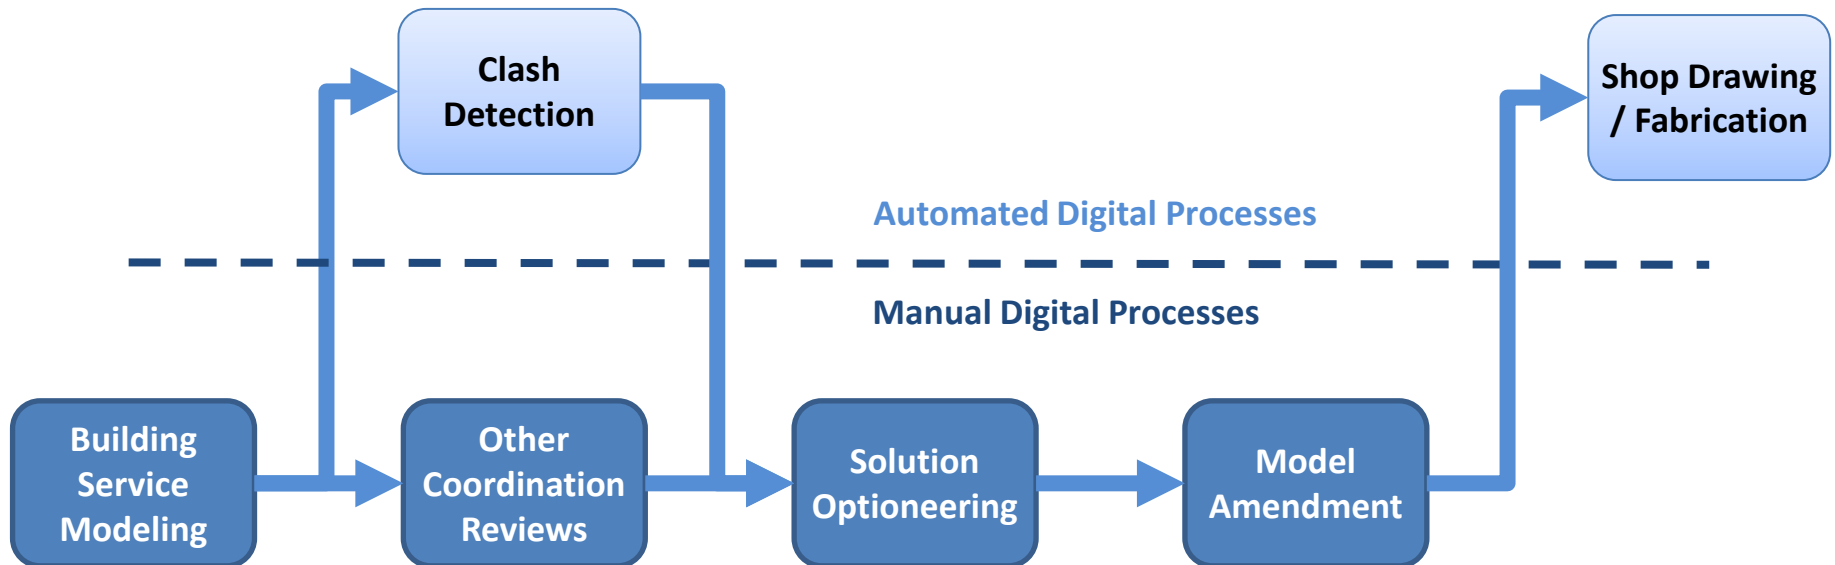 Clash
Detection
Shop Drawing
/ Fabrication
Automated Digital Processes
Manual Digital Processes
Building
Service
Modeling
Other
Coordination
Reviews
Solution
Optioneering
Model
Amendment